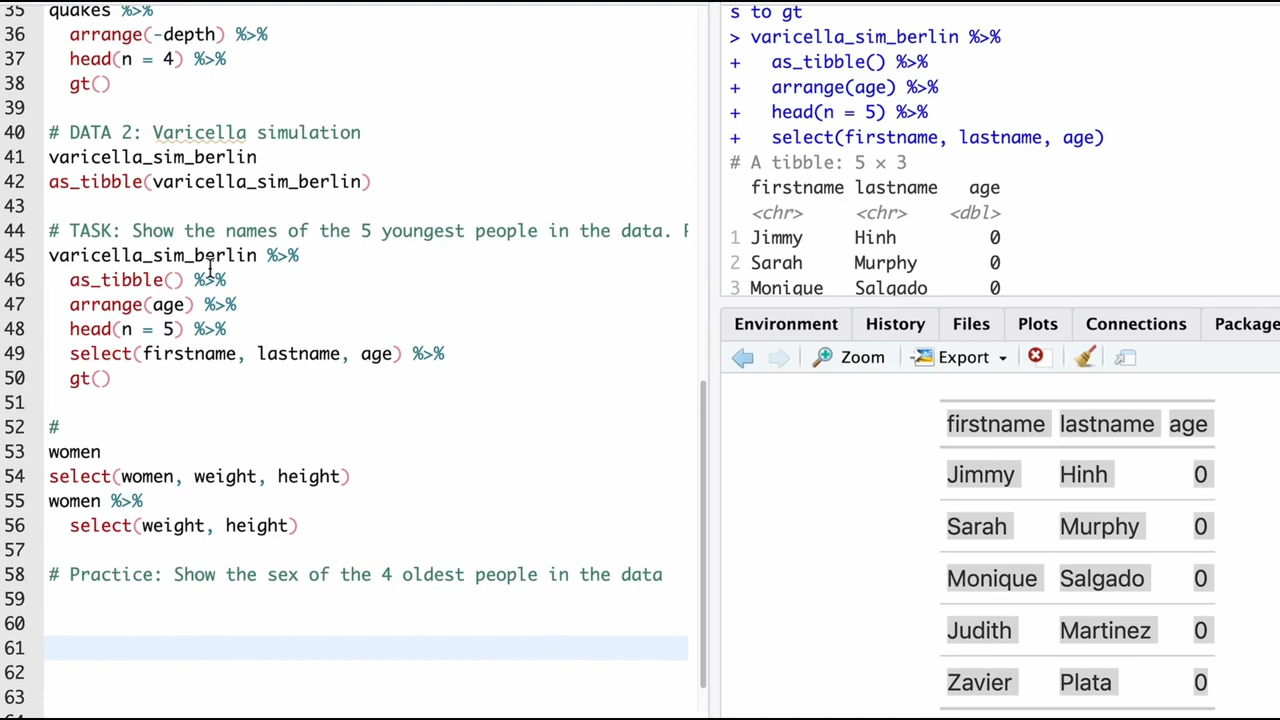 35 quakes %>%
36 arrange(-depth) %>%
37 head(n = 4) %>%
38 gt()
39
40 # DATA 2: Varicella simulation
41 varicella_sim_berlin
42 as_tibble(varicella_sim_berlin)
43
44 # TASK: Show the names of the 5 youngest people in the data.
45 varicella_sim_berlin %>%
46 as_tibble() %>%
47 arrange(age) %>%
48 head(n = 5) %>%
49 select(firstname, lastname, age) %>%
50 gt()
51
52 #
53 women
54 select(women, weight, height)
55 women %>%
56 select(weight, height)
57
58 # Practice: Show the sex of the 4 oldest people in the data
59
60
61
62
63
s to gt
> varicella_sim_berlin %>%
+ as_tibble() %>%
+ arrange(age) %>%
+ head(n = 5) %>%
+ select(firstname, lastname, age)
# A tibble: 5 × 3
firstname lastname age
<chr> <chr> <dbl>
1 Jimmy Hinh 0
2 Sarah Murphy 0
3 Monique Salgado 0
Environment History Files Plots Connections Package
Zoom Export
firstname lastname age
Jimmy Hinh 0
Sarah Murphy 0
Monique Salgado 0
Judith Martinez 0
Zavier Plata 0